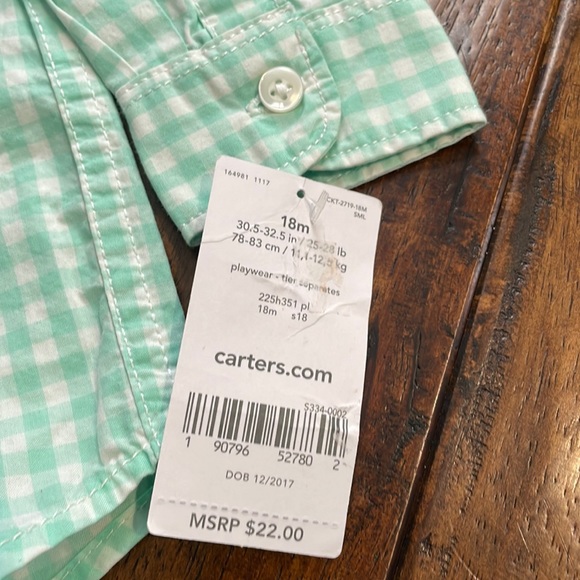 164981 1117
CKT-2719-18M
SML
18m
30.5-32.5 in / 25-28 lb
78-83 cm / 11,1-12,5 kg
playwear - tier separates
225h351 pl
18m s18
carters.com
S334-0002
1 90796 52780 2
DOB 12/2017
MSRP $22.00